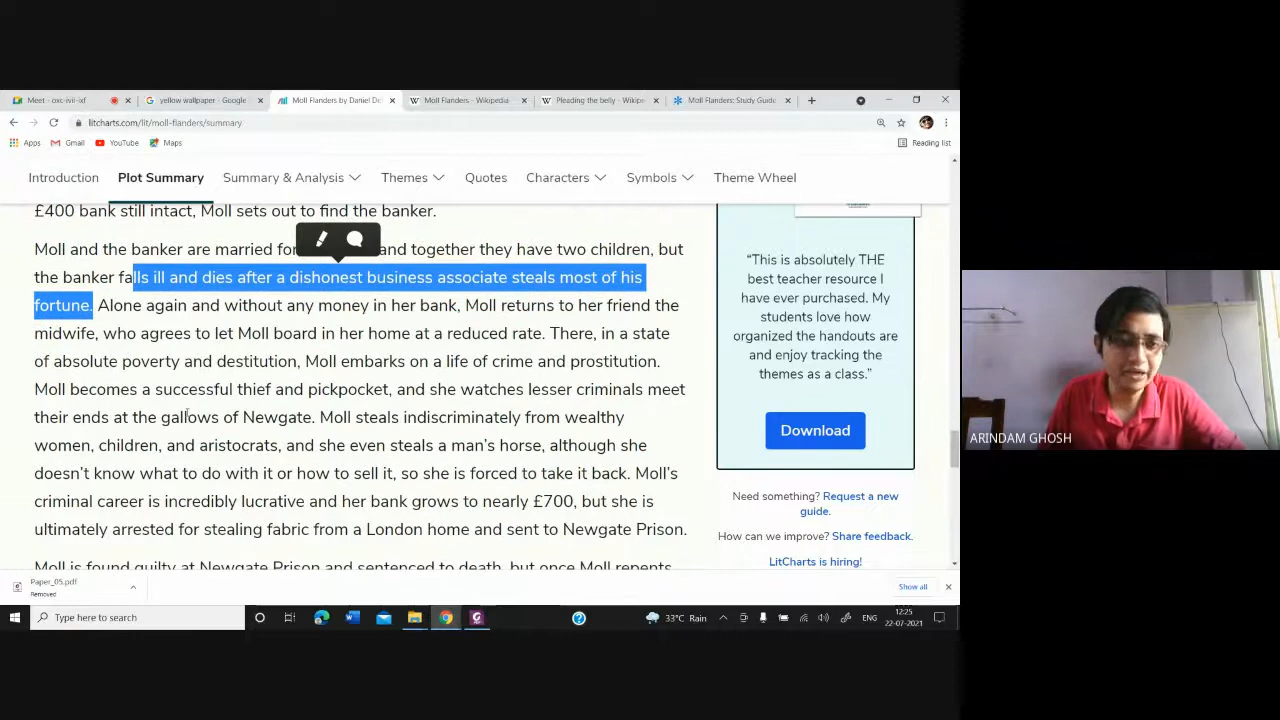 Meet - oxc-ivii-ixf
yellow wallpaper - Google
Moll Flanders by Daniel De
Moll Flanders - Wikipedia
Pleading the belly - Wikipe
Moll Flanders: Study Guide
litcharts.com/lit/moll-flanders/summary
Apps Gmail YouTube Maps Reading list
Introduction Plot Summary Summary & Analysis Themes Quotes Characters Symbols Theme Wheel
£400 bank still intact, Moll sets out to find the banker.
Moll and the banker are married for and together they have two children, but
the banker falls ill and dies after a dishonest business associate steals most of his
fortune. Alone again and without any money in her bank, Moll returns to her friend the
midwife, who agrees to let Moll board in her home at a reduced rate. There, in a state
of absolute poverty and destitution, Moll embarks on a life of crime and prostitution.
Moll becomes a successful thief and pickpocket, and she watches lesser criminals meet
their ends at the gallows of Newgate. Moll steals indiscriminately from wealthy
women, children, and aristocrats, and she even steals a man's horse, although she
doesn't know what to do with it or how to sell it, so she is forced to take it back. Moll's
criminal career is incredibly lucrative and her bank grows to nearly £700, but she is
ultimately arrested for stealing fabric from a London home and sent to Newgate Prison.
Moll is found guilty at Newgate Prison and sentenced to death, but once Moll repents
“This is absolutely THE
best teacher resource I
have ever purchased. My
students love how
organized the handouts are
and enjoy tracking the
themes as a class.”
Download
Need something? Request a new
guide.
How can we improve? Share feedback.
LitCharts is hiring!
ARINDAM GHOSH
Paper_05.pdf
Removed
Show all
Type here to search
33°C Rain
ENG
12:25
22-07-2021